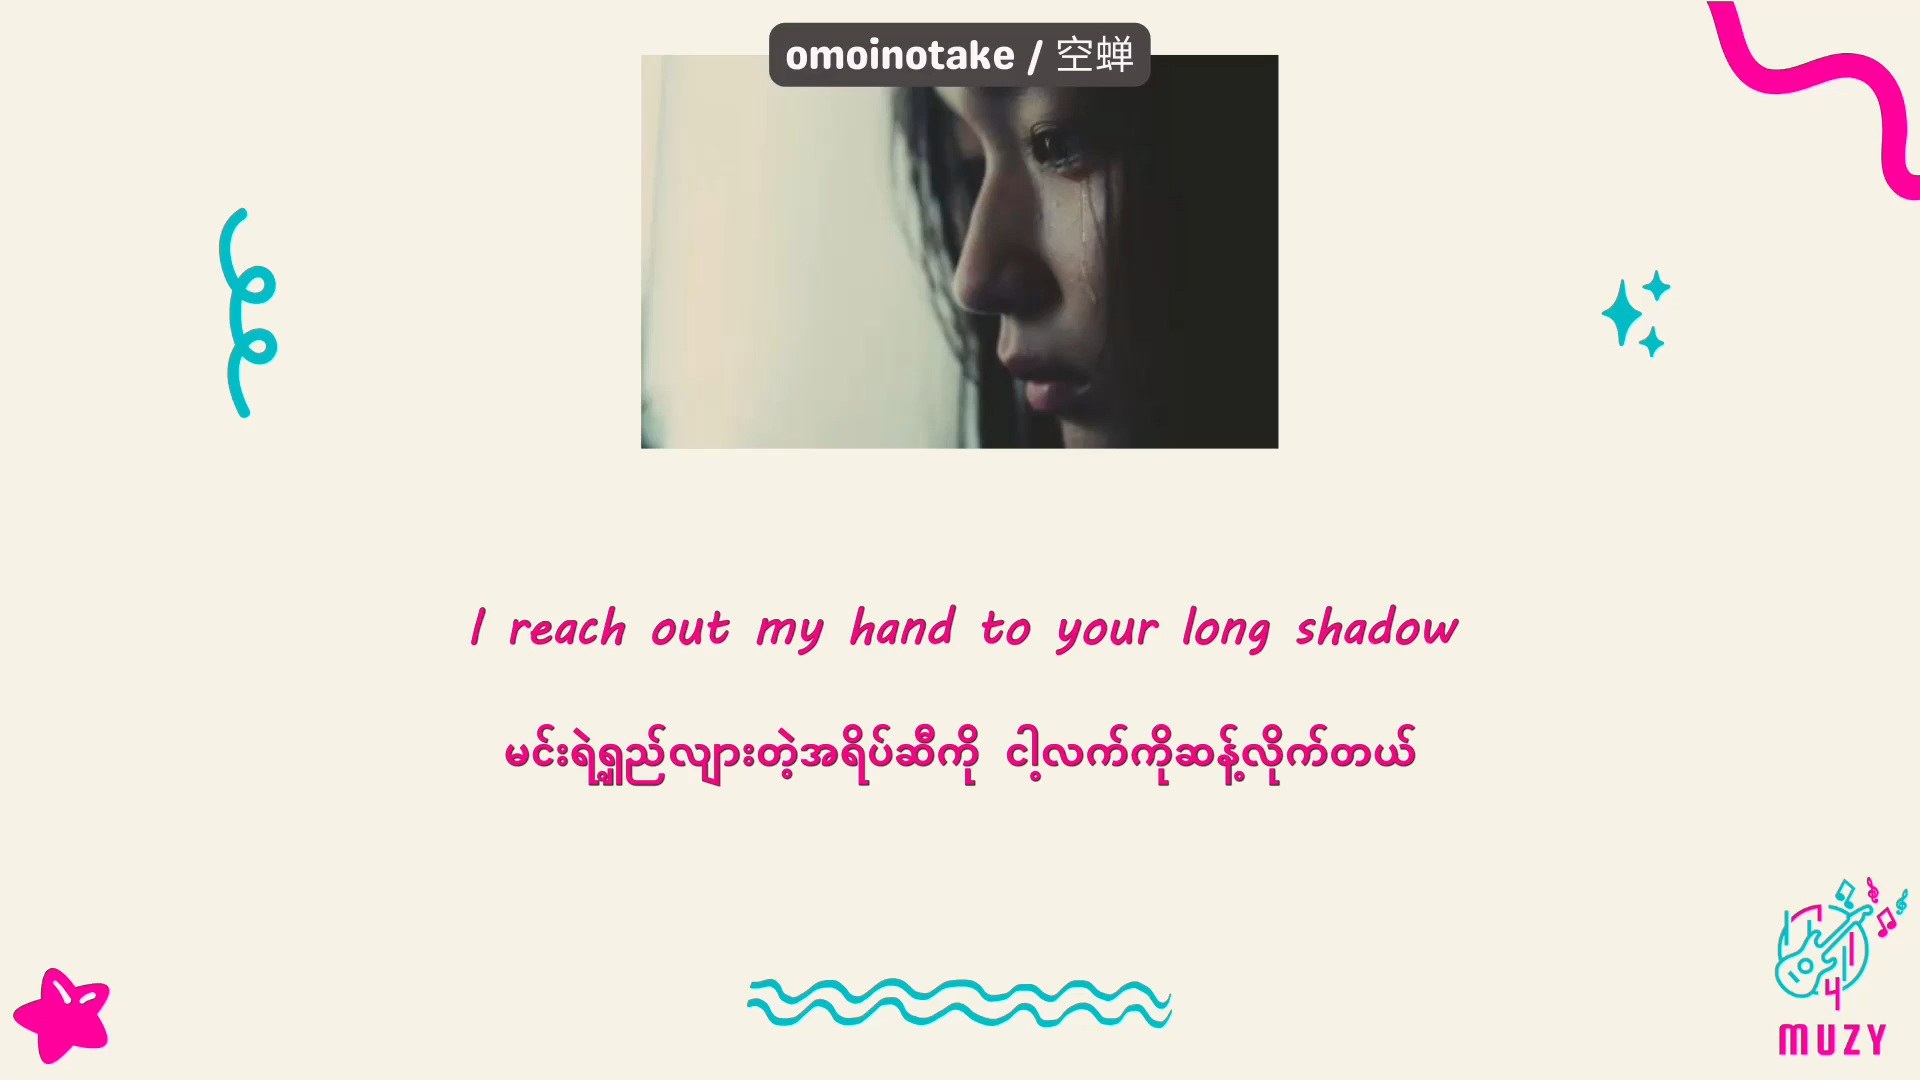 omoinotake / 空蝉
I reach out my hand to your long shadow
မင်းရဲ့ရှည်လျားတဲ့အရိပ်ဆီကို ငါ့လက်ကိုဆန့်လိုက်တယ်
MUZY